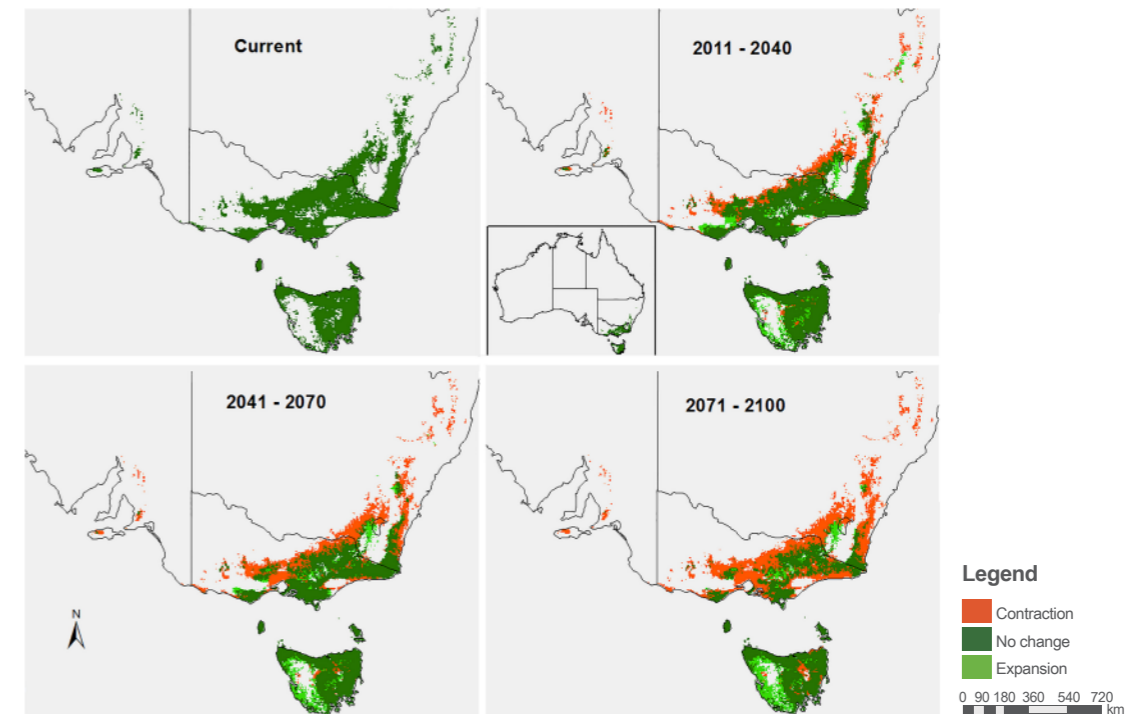 Current
2011 - 2040
2041 - 2070
2071 - 2100
N
Legend
Contraction
No change
Expansion
0 90 180 360 540 720
km